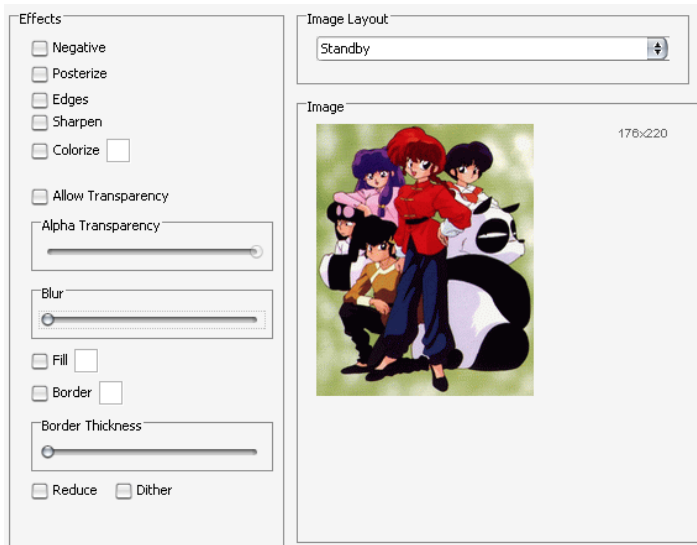 Effects
Negative
Posterize
Edges
Sharpen
Colorize
Allow Transparency
Alpha Transparency
Blur
Fill
Border
Border Thickness
Reduce Dither
Image Layout
Standby
Image
176x220